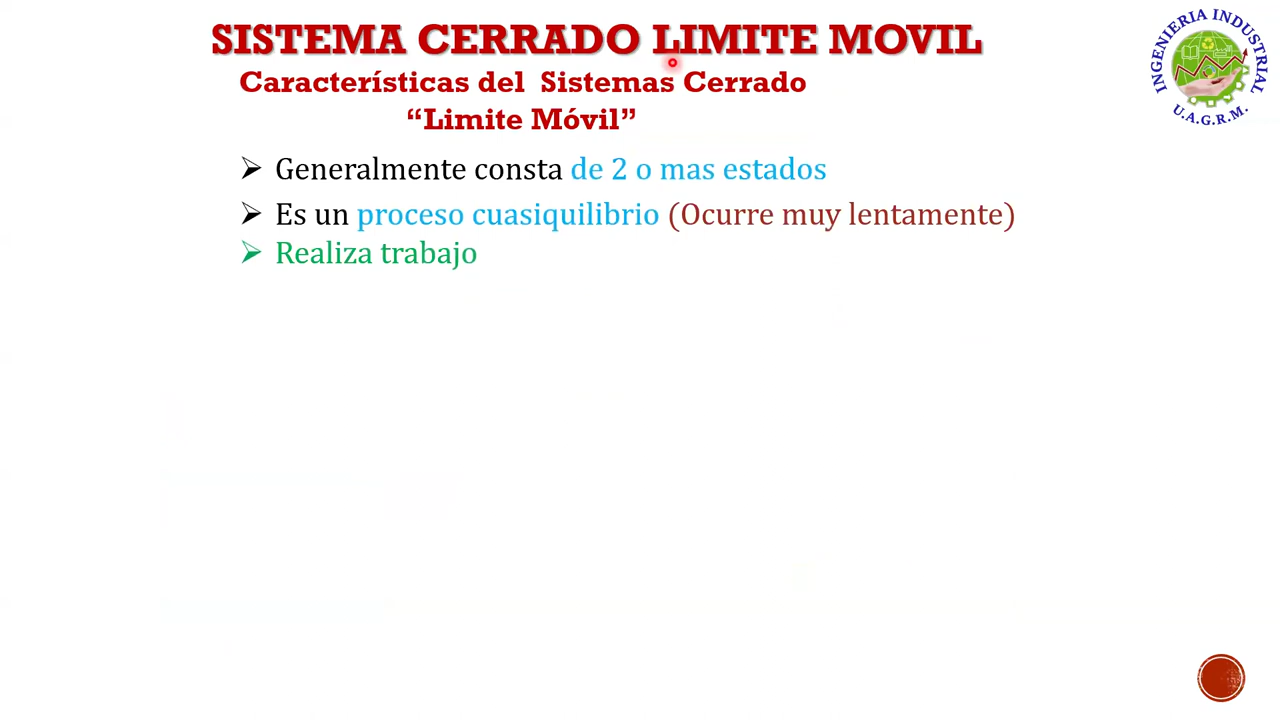 SISTEMA CERRADO LIMITE MOVIL
Características del Sistemas Cerrado
“Limite Móvil”
➢ Generalmente consta de 2 o mas estados
➢ Es un proceso cuasiquilibrio (Ocurre muy lentamente)
➢ Realiza trabajo
INGENIERIA INDUSTRIAL
U.A.G.R.M.